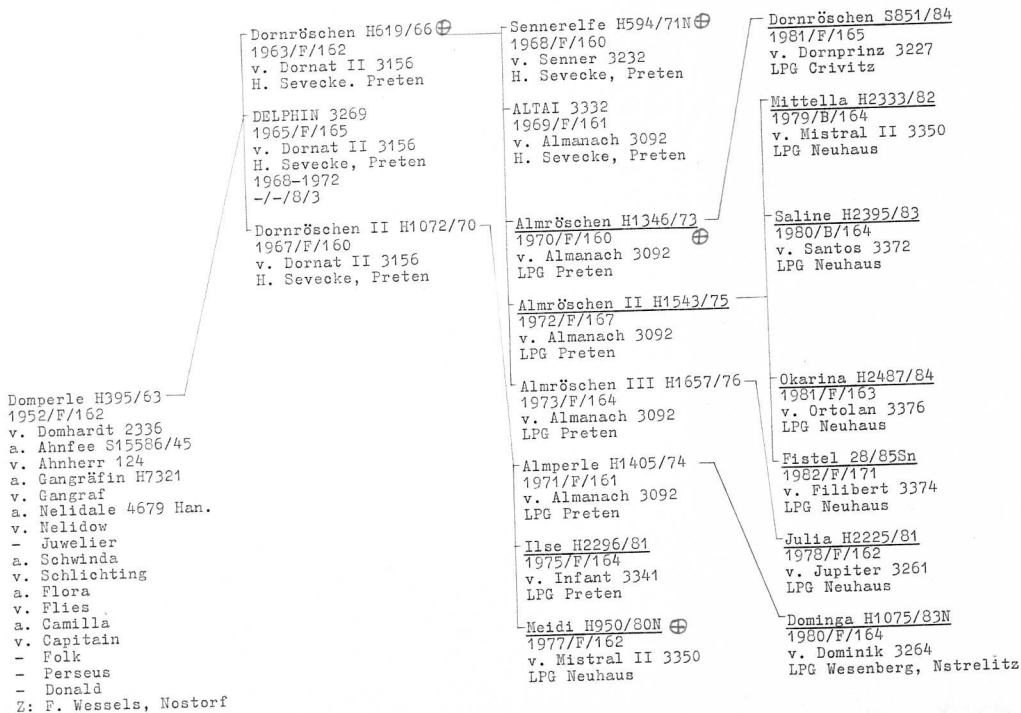 Domperle H395/63
1952/F/162
v. Domhardt 2336
a. Ahnfee S15586/45
v. Ahnherr 124
a. Gangräfin H7321
v. Gangraf
a. Nelidale 4679 Han.
v. Nelidow
- Juwelier
a. Schwinda
v. Schlichting
a. Flora
v. Flies
a. Camilla
v. Capitain
- Folk
- Perseus
- Donald
Z: F. Wessels, Nostorf
Dornröschen H619/66
1963/F/162
v. Dornat II 3156
H. Sevecke. Preten
DELPHIN 3269
1965/F/165
v. Dornat II 3156
H. Sevecke, Preten
1968-1972
-/-/8/3
Dornröschen II H1072/70
1967/F/160
v. Dornat II 3156
H. Sevecke, Preten
Sennerelfe H594/71N
1968/F/160
v. Senner 3232
H. Sevecke, Preten
ALTAI 3332
1969/F/161
v. Almanach 3092
H. Sevecke, Preten
Almröschen H1346/73
1970/F/160
v. Almanach 3092
LPG Preten
Almröschen II H1543/75
1972/F/167
v. Almanach 3092
LPG Preten
Almröschen III H1657/76
1973/F/164
v. Almanach 3092
LPG Preten
Almperle H1405/74
1971/F/161
v. Almanach 3092
LPG Preten
Ilse H2296/81
1975/F/164
v. Infant 3341
LPG Preten
Meidi H950/80N
1977/F/162
v. Mistral II 3350
LPG Neuhaus
Dornröschen S851/84
1981/F/165
v. Dornprinz 3227
LPG Crivitz
Mittella H2333/82
1979/B/164
v. Mistral II 3350
LPG Neuhaus
Saline H2395/83
1980/B/164
v. Santos 3372
LPG Neuhaus
Okarina H2487/84
1981/F/163
v. Ortolan 3376
LPG Neuhaus
Fistel 28/85Sn
1982/F/171
v. Filibert 3374
LPG Neuhaus
Julia H2225/81
1978/F/162
v. Jupiter 3261
LPG Neuhaus
Dominga H1075/83N
1980/F/164
v. Dominik 3264
LPG Wesenberg, Nstrelitz